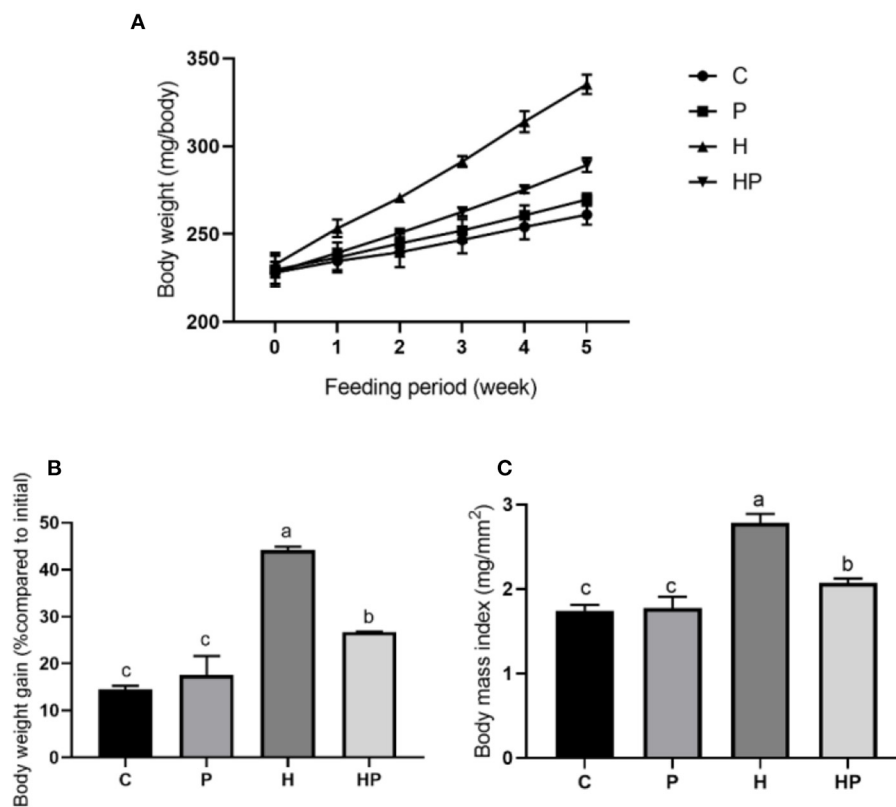 A
Body weight (mg/body)
350
300
250
200
0 1 2 3 4 5
Feeding period (week)
C
P
H
HP
B
Body weight gain (%compared to initial)
50
40
30
20
10
0
c
c
a
b
C P H HP
C
Body mass index (mg/mm²)
3
2
1
0
c
c
a
b
C P H HP